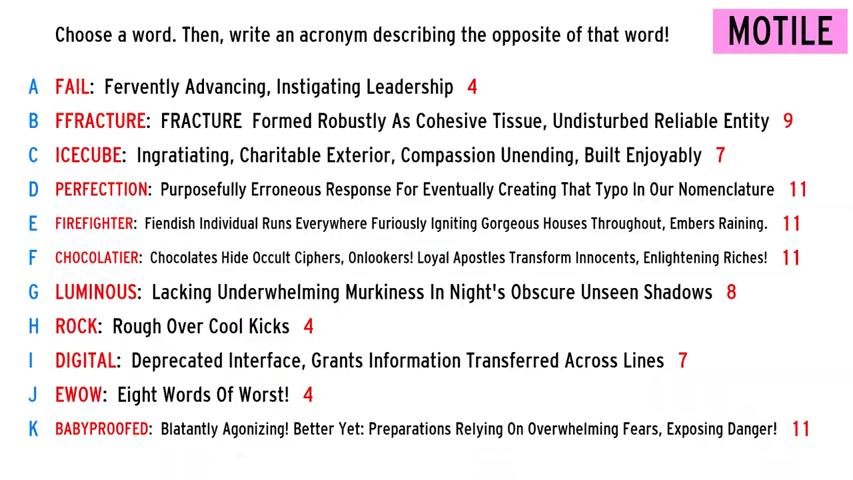 Choose a word. Then, write an acronym describing the opposite of that word!
MOTILE
A FAIL: Fervently Advancing, Instigating Leadership 4
B FFRACTURE: FRACTURE Formed Robustly As Cohesive Tissue, Undisturbed Reliable Entity 9
C ICECUBE: Ingratiating, Charitable Exterior, Compassion Unending, Built Enjoyably 7
D PERFECTTION: Purposefully Erroneous Response For Eventually Creating That Typo In Our Nomenclature 11
E FIREFIGHTER: Fiendish Individual Runs Everywhere Furiously Igniting Gorgeous Houses Throughout, Embers Raining. 11
F CHOCOLATIER: Chocolates Hide Occult Ciphers, Onlookers! Loyal Apostles Transform Innocents, Enlightening Riches! 11
G LUMINOUS: Lacking Underwhelming Murkiness In Night's Obscure Unseen Shadows 8
H ROCK: Rough Over Cool Kicks 4
I DIGITAL: Deprecated Interface, Grants Information Transferred Across Lines 7
J EWOW: Eight Words Of Worst! 4
K BABYPROOFED: Blatantly Agonizing! Better Yet: Preparations Relying On Overwhelming Fears, Exposing Danger! 11